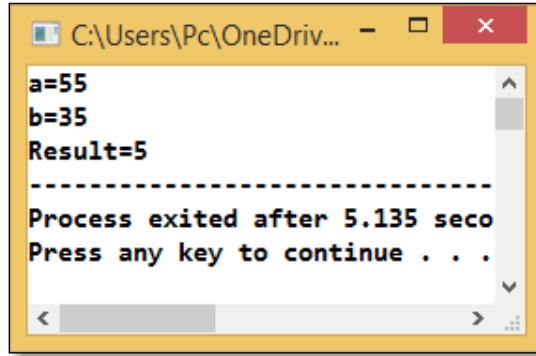 C:\Users\Pc\OneDriv...
a=55
b=35
Result=5
--------------------------------
Process exited after 5.135 seco
Press any key to continue . . .